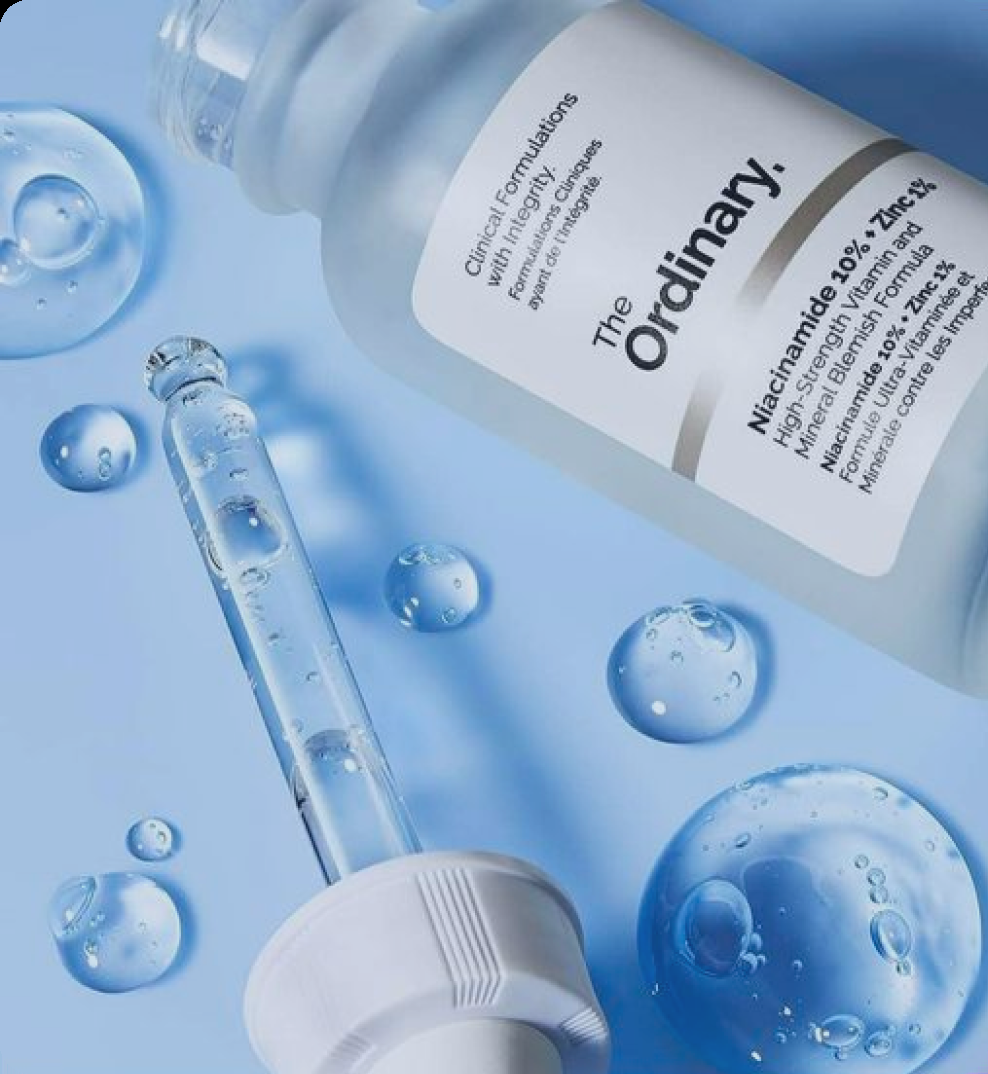 Clinical Formulations
with Integrity.
Formulations Cliniques
ayant de l'Intégrité.
The
Ordinary.
Niacinamide 10% + Zinc 1%
High-Strength Vitamin and
Mineral Blemish Formula
Niacinamide 10% + Zinc 1%
Formule Ultra-Vitaminée et
Minérale contre les